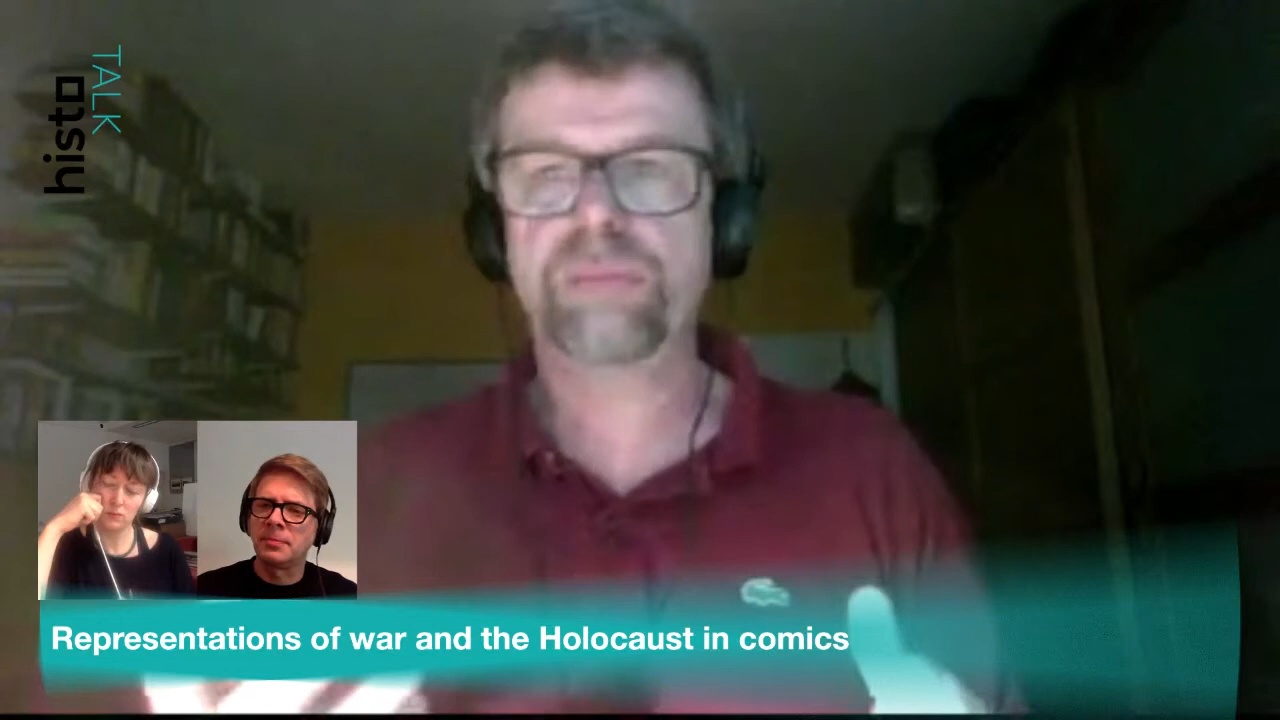 histo
TALK
Representations of war and the Holocaust in comics